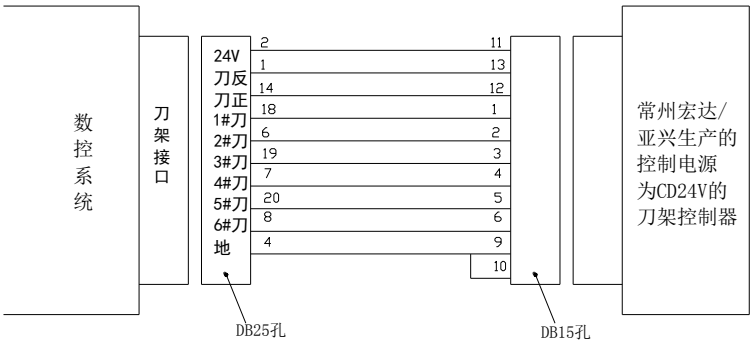 数控系统
刀架接口
24V
刀反
刀正
1#刀
2#刀
3#刀
4#刀
5#刀
6#刀
地
2 11
1 13
14 12
18 1
6 2
19 3
7 4
20 5
8 6
4 9
10
常州宏达/
亚兴生产的
控制电源
为CD24V的
刀架控制器
DB25孔
DB15孔